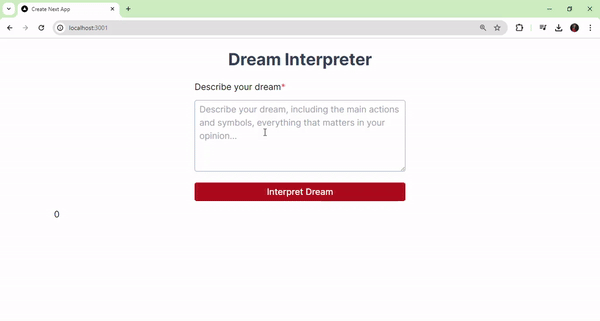 Create Next App
localhost:3001
Dream Interpreter
Describe your dream*
Describe your dream, including the main actions
and symbols, everything that matters in your
opinion...
Interpret Dream
0